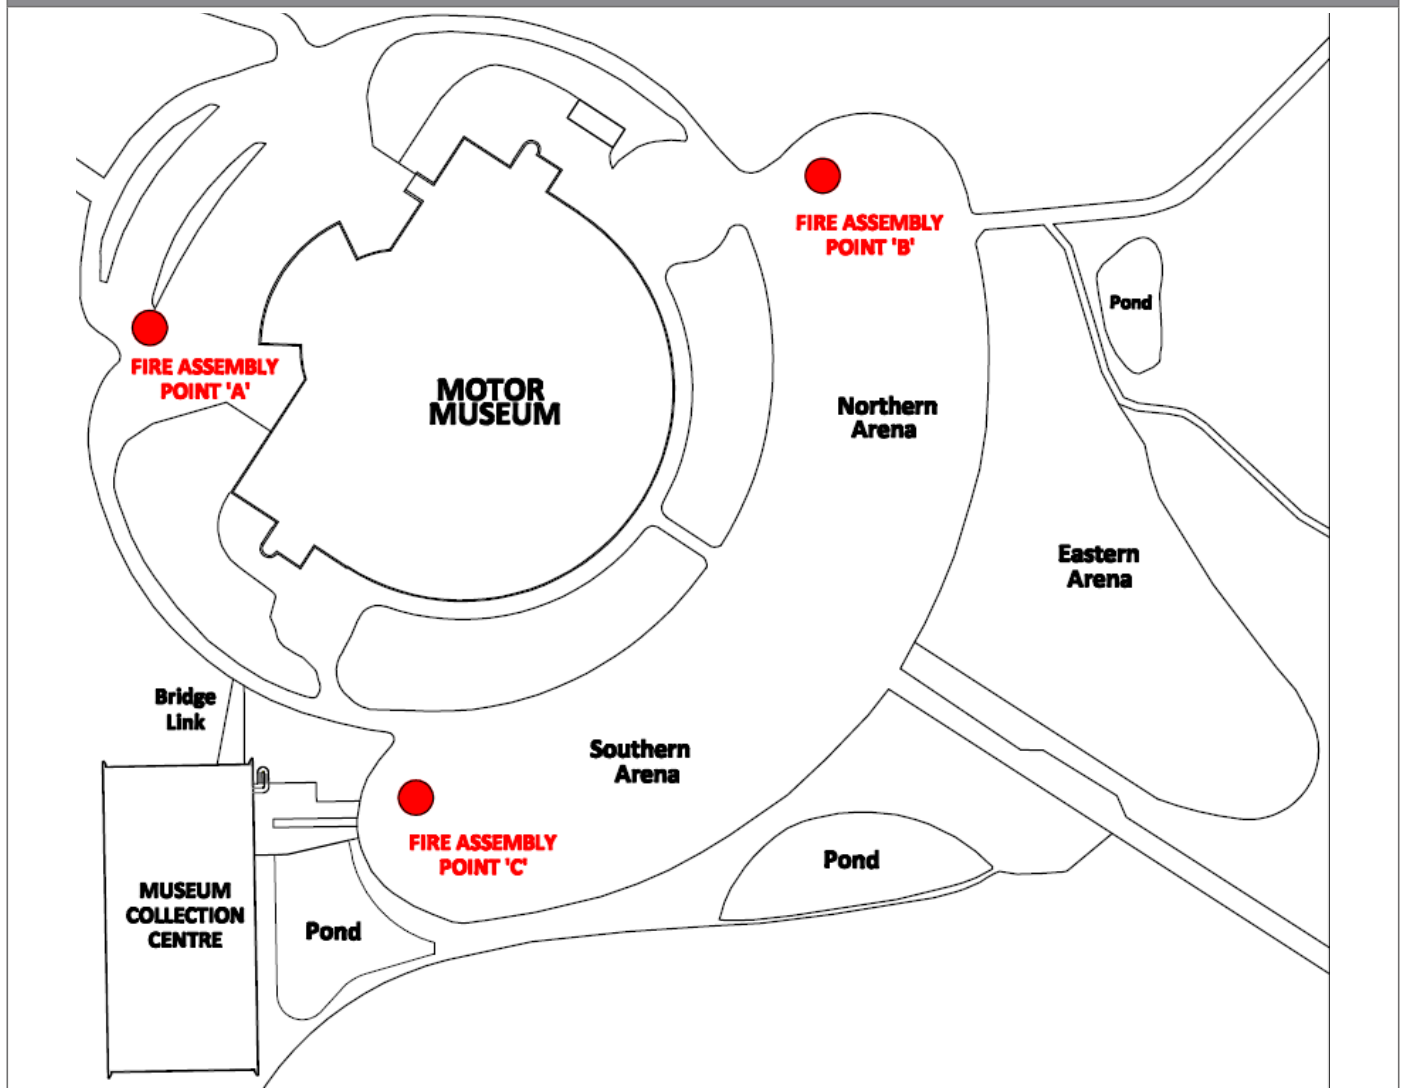 FIRE ASSEMBLY
POINT 'B'
Pond
FIRE ASSEMBLY
POINT 'A'
MOTOR
MUSEUM
Northern
Arena
Eastern
Arena
Bridge
Link
Southern
Arena
FIRE ASSEMBLY
POINT 'C'
Pond
MUSEUM
COLLECTION
CENTRE
Pond